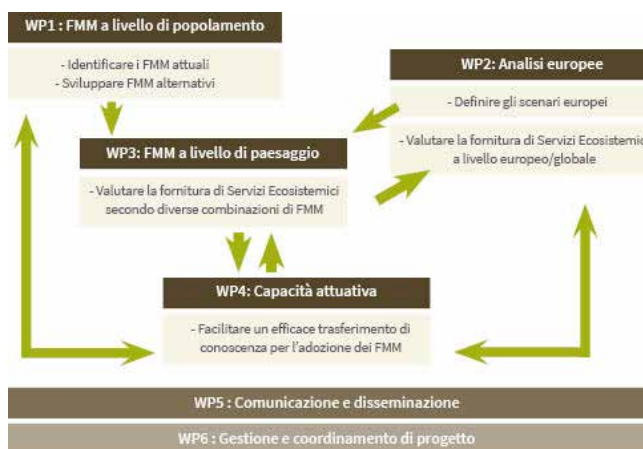 WP1 : FMM a livello di popolamento
- Identificare i FMM attuali
- Sviluppare FMM alternativi
WP2: Analisi europee
- Definire gli scenari europei
- Valutare la fornitura di Servizi Ecosistemici
a livello europeo/globale
WP3: FMM a livello di paesaggio
- Valutare la fornitura di Servizi Ecosistemici
secondo diverse combinazioni di FMM
WP4: Capacità attuativa
- Facilitare un efficace trasferimento di
conoscenza per l'adozione dei FMM
WP5 : Comunicazione e disseminazione
WP6 : Gestione e coordinamento di progetto